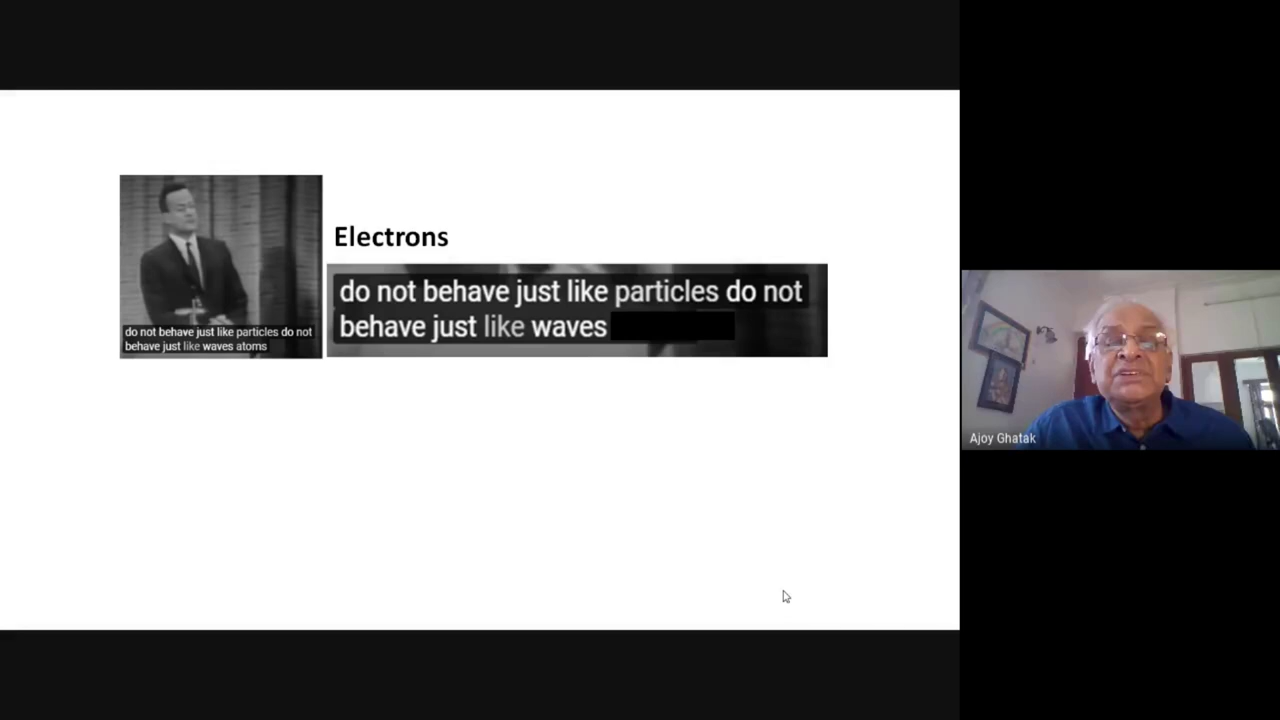 Electrons
do not behave just like particles do not
behave just like waves
do not behave just like particles do not
behave just like waves atoms
Ajoy Ghatak